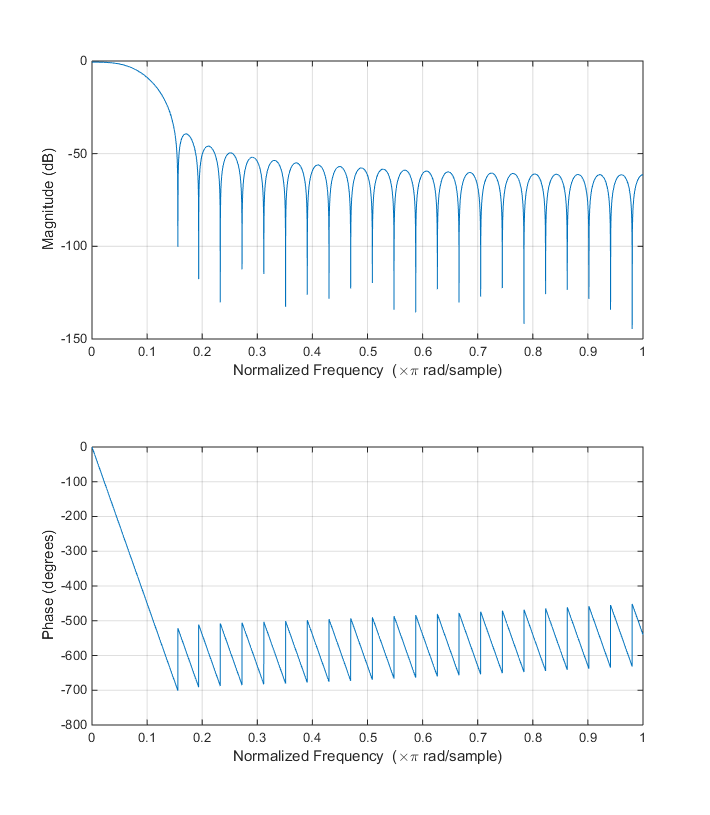 0
-50
-100
-150
Magnitude (dB)
0 0.1 0.2 0.3 0.4 0.5 0.6 0.7 0.8 0.9 1
Normalized Frequency (×π rad/sample)
0
-100
-200
-300
-400
-500
-600
-700
-800
Phase (degrees)
0 0.1 0.2 0.3 0.4 0.5 0.6 0.7 0.8 0.9 1
Normalized Frequency (×π rad/sample)